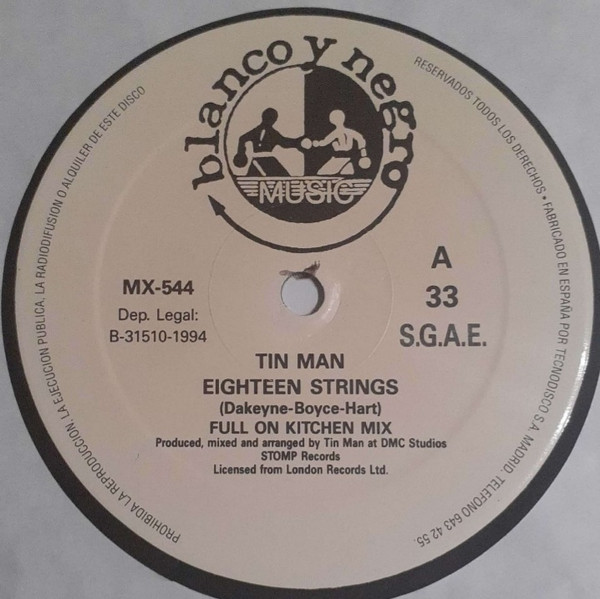 blanco y negro
MUSIC
MX-544
Dep. Legal:
B-31510-1994
A
33
S.G.A.E.
TIN MAN
EIGHTEEN STRINGS
(Dakeyne-Boyce-Hart)
FULL ON KITCHEN MIX
Produced, mixed and arranged by Tin Man at DMC Studios
STOMP Records
Licensed from London Records Ltd.
PROHIBIDA LA REPRODUCCION, LA EJECUCION PUBLICA, LA RADIODIFUSION O ALQUILER DE ESTE DISCO
RESERVADOS TODOS LOS DERECHOS • FABRICADO EN ESPAÑA POR TECNODISCO S.A. MADRID. TELEFONO 643 42 55.